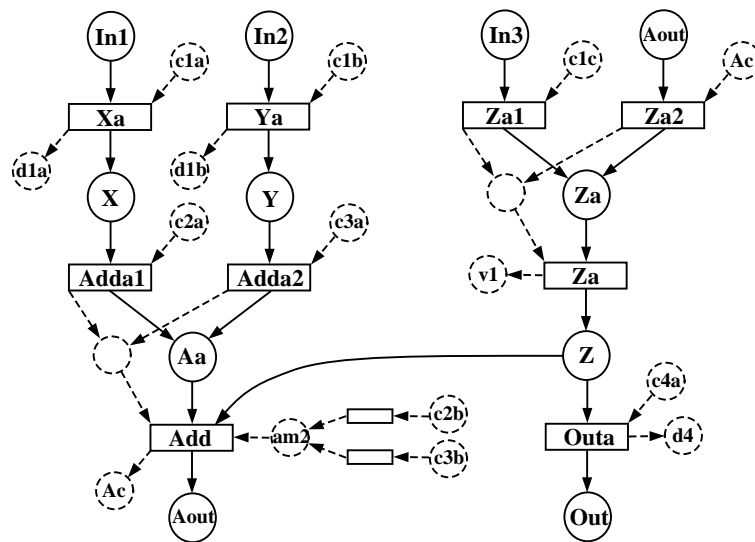 In1
In2
In3
Aout
c1a
c1b
c1c
Ac
Xa
Ya
Za1
Za2
d1a
d1b
X
Y
Za
c2a
c3a
Adda1
Adda2
v1
Za
Aa
Z
c4a
c2b
Add
am2
Outa
d4
c3b
Ac
Aout
Out